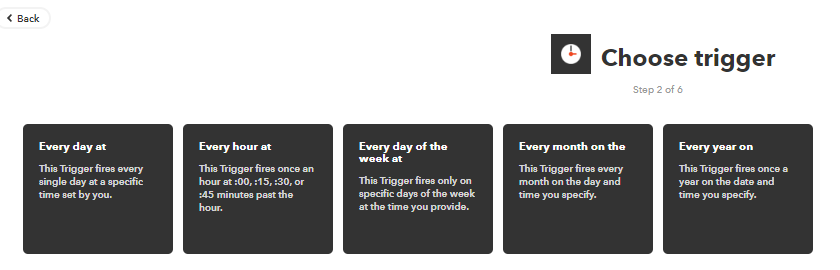 Back
Choose trigger
Step 2 of 6
Every day at
This Trigger fires every
single day at a specific
time set by you.
Every hour at
This Trigger fires once an
hour at :00, :15, :30, or
:45 minutes past the
hour.
Every day of the
week at
This Trigger fires only on
specific days of the week
at the time you provide.
Every month on the
This Trigger fires every
month on the day and
time you specify.
Every year on
This Trigger fires once a
year on the date and
time you specify.